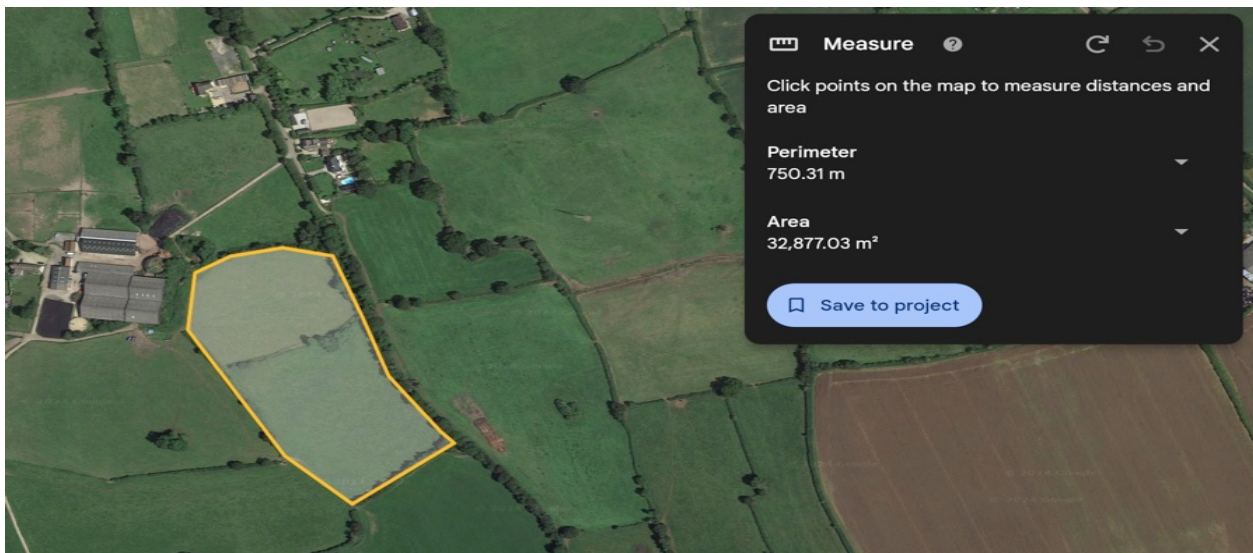 Measure
Click points on the map to measure distances and
area
Perimeter
750.31 m
Area
32,877.03 m²
Save to project